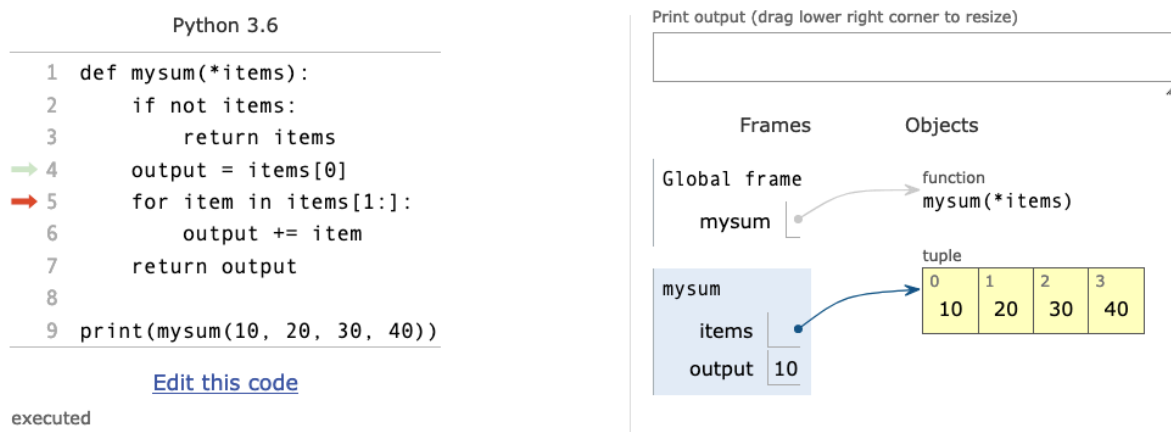 Python 3.6
1 def mysum(*items):
2     if not items:
3         return items
4     output = items[0]
5     for item in items[1:]:
6         output += item
7     return output
8
9 print(mysum(10, 20, 30, 40))
Edit this code
executed
Print output (drag lower right corner to resize)
Frames Objects
Global frame
mysum
function
mysum(*items)
mysum
items
output 10
tuple
0 1 2 3
10 20 30 40